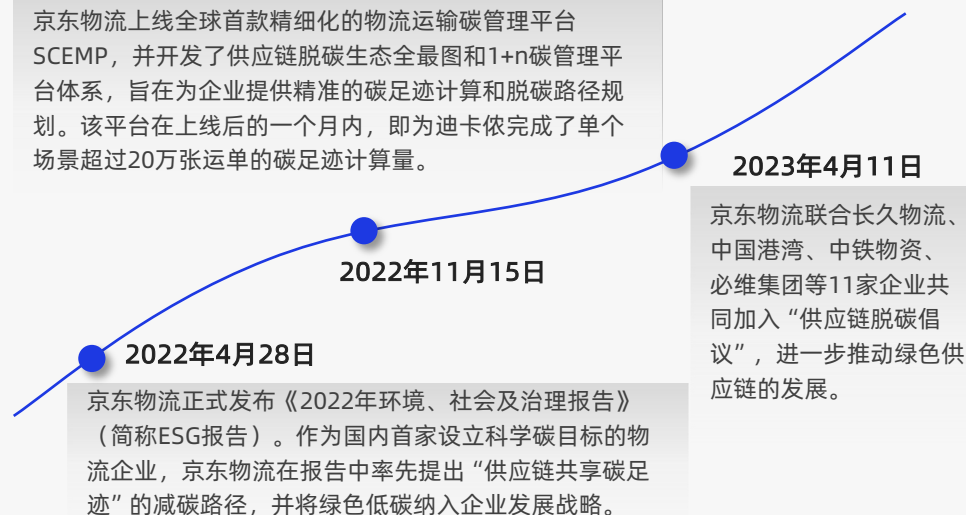 京东物流上线全球首款精细化的物流运输碳管理平台
SCEMP，并开发了供应链脱碳生态全最图和1+n碳管理平
台体系，旨在为企业提供精准的碳足迹计算和脱碳路径规
划。该平台在上线后的一个月内，即为迪卡侬完成了单个
场景超过20万张运单的碳足迹计算量。
2023年4月11日
京东物流联合长久物流、
中国港湾、中铁物资、
必维集团等11家企业共
同加入“供应链脱碳倡
议”，进一步推动绿色供
应链的发展。
2022年11月15日
2022年4月28日
京东物流正式发布《2022年环境、社会及治理报告》
（简称ESG报告）。作为国内首家设立科学碳目标的物
流企业，京东物流在报告中率先提出“供应链共享碳足
迹”的减碳路径，并将绿色低碳纳入企业发展战略。